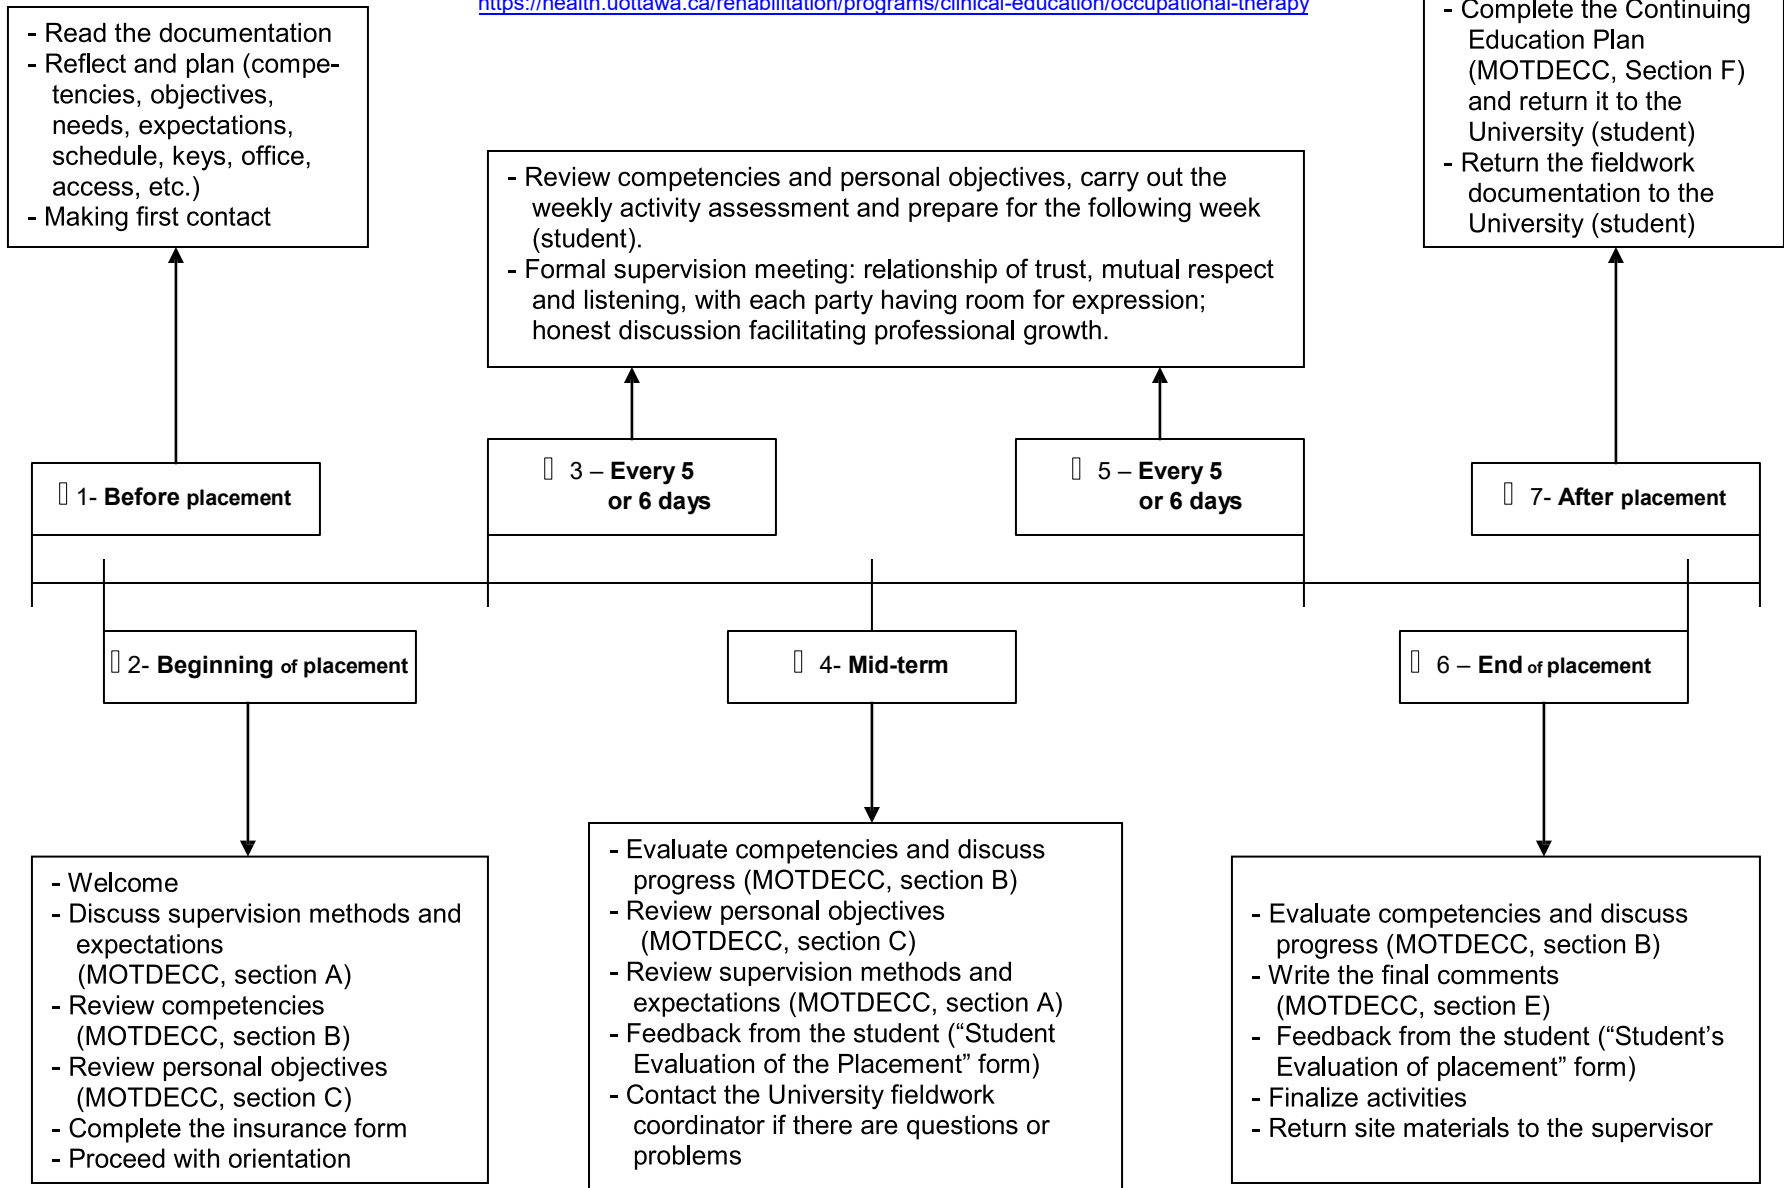 https://health.uottawa.ca/rehabilitation/programs/clinical-education/occupational-therapy
- Read the documentation
- Reflect and plan (compe-
tencies, objectives,
needs, expectations,
schedule, keys, office,
access, etc.)
- Making first contact
- Review competencies and personal objectives, carry out the
weekly activity assessment and prepare for the following week
(student).
- Formal supervision meeting: relationship of trust, mutual respect
and listening, with each party having room for expression;
honest discussion facilitating professional growth.
- Complete the Continuing
Education Plan
(MOTDECC, Section F)
and return it to the
University (student)
- Return the fieldwork
documentation to the
University (student)
1- Before placement
3 – Every 5
or 6 days
5 – Every 5
or 6 days
7- After placement
2- Beginning of placement
4- Mid-term
6 – End of placement
- Welcome
- Discuss supervision methods and
expectations
(MOTDECC, section A)
- Review competencies
(MOTDECC, section B)
- Review personal objectives
(MOTDECC, section C)
- Complete the insurance form
- Proceed with orientation
- Evaluate competencies and discuss
progress (MOTDECC, section B)
- Review personal objectives
(MOTDECC, section C)
- Review supervision methods and
expectations (MOTDECC, section A)
- Feedback from the student (“Student
Evaluation of the Placement” form)
- Contact the University fieldwork
coordinator if there are questions or
problems
- Evaluate competencies and discuss
progress (MOTDECC, section B)
- Write the final comments
(MOTDECC, section E)
- Feedback from the student (“Student’s
Evaluation of placement” form)
- Finalize activities
- Return site materials to the supervisor